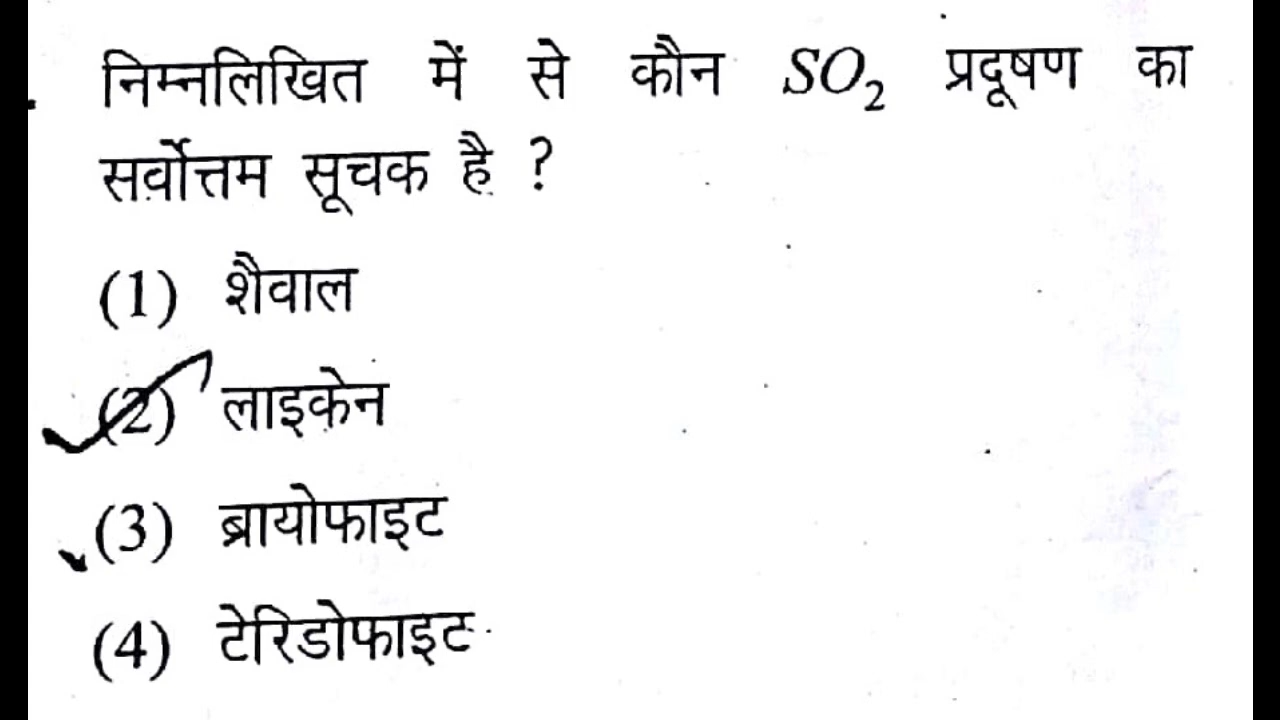 निम्नलिखित में से कौन SO₂ प्रदूषण का
सर्वोत्तम सूचक है ?
(1) शैवाल
(2) लाइकेन
(3) ब्रायोफाइट
(4) टेरिडोफाइट